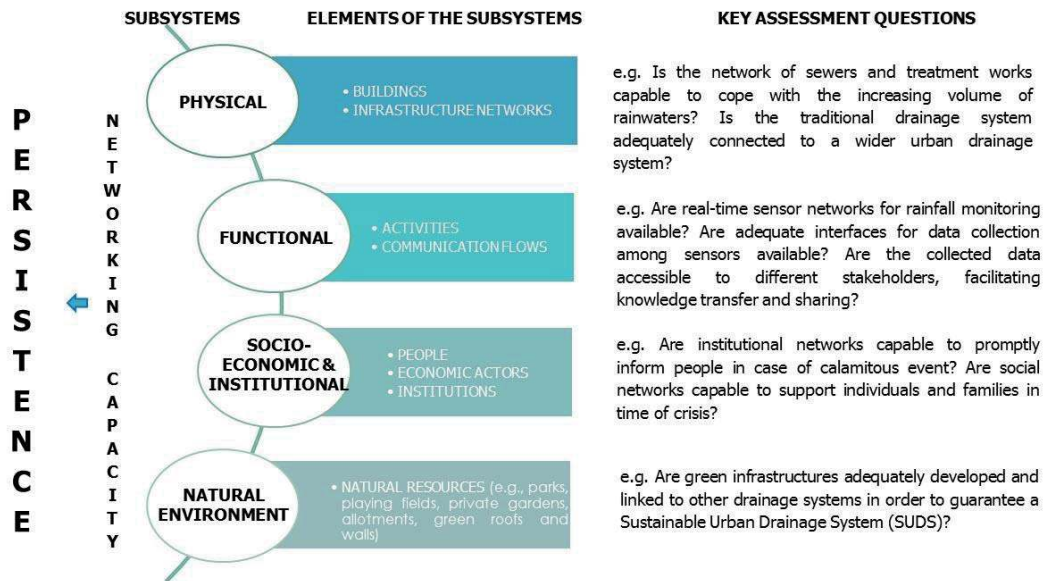 SUBSYSTEMS
ELEMENTS OF THE SUBSYSTEMS
KEY ASSESSMENT QUESTIONS
PERSISTENCE
NETWORKING CAPACITY
PHYSICAL
• BUILDINGS
• INFRASTRUCTURE NETWORKS
e.g. Is the network of sewers and treatment works
capable to cope with the increasing volume of
rainwaters? Is the traditional drainage system
adequately connected to a wider urban drainage
system?
FUNCTIONAL
• ACTIVITIES
• COMMUNICATION FLOWS
e.g. Are real-time sensor networks for rainfall monitoring
available? Are adequate interfaces for data collection
among sensors available? Are the collected data
accessible to different stakeholders, facilitating
knowledge transfer and sharing?
SOCIO-
ECONOMIC &
INSTITUTIONAL
• PEOPLE
• ECONOMIC ACTORS
• INSTITUTIONS
e.g. Are institutional networks capable to promptly
inform people in case of calamitous event? Are social
networks capable to support individuals and families in
time of crisis?
NATURAL
ENVIRONMENT
• NATURAL RESOURCES (e.g., parks,
playing fields, private gardens,
allotments, green roofs and
walls)
e.g. Are green infrastructures adequately developed and
linked to other drainage systems in order to guarantee a
Sustainable Urban Drainage System (SUDS)?